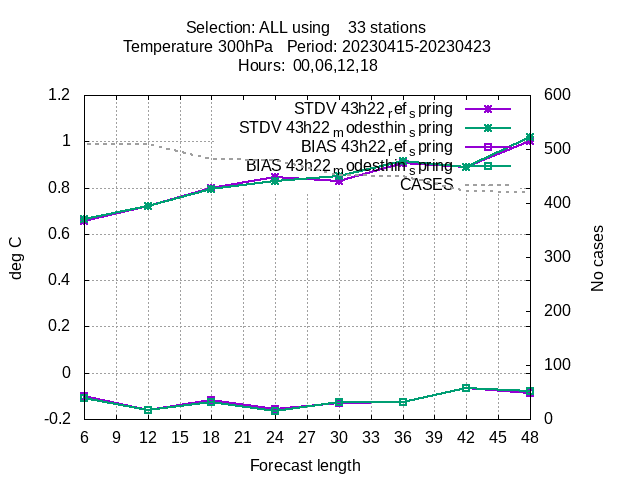 Selection: ALL using    33 stations
Temperature 300hPa   Period: 20230415-20230423
Hours:  00,06,12,18
1.2 600
STDV 43h22_ref_spring
STDV 43h22_modesthin_spring
1 500
BIAS 43h22_ref_spring
BIAS 43h22_modesthin_spring
CASES
0.8 400
0.6 300
0.4 200
0.2
0 100
-0.2 0
deg C
No cases
6 9 12 15 18 21 24 27 30 33 36 39 42 45 48
Forecast length